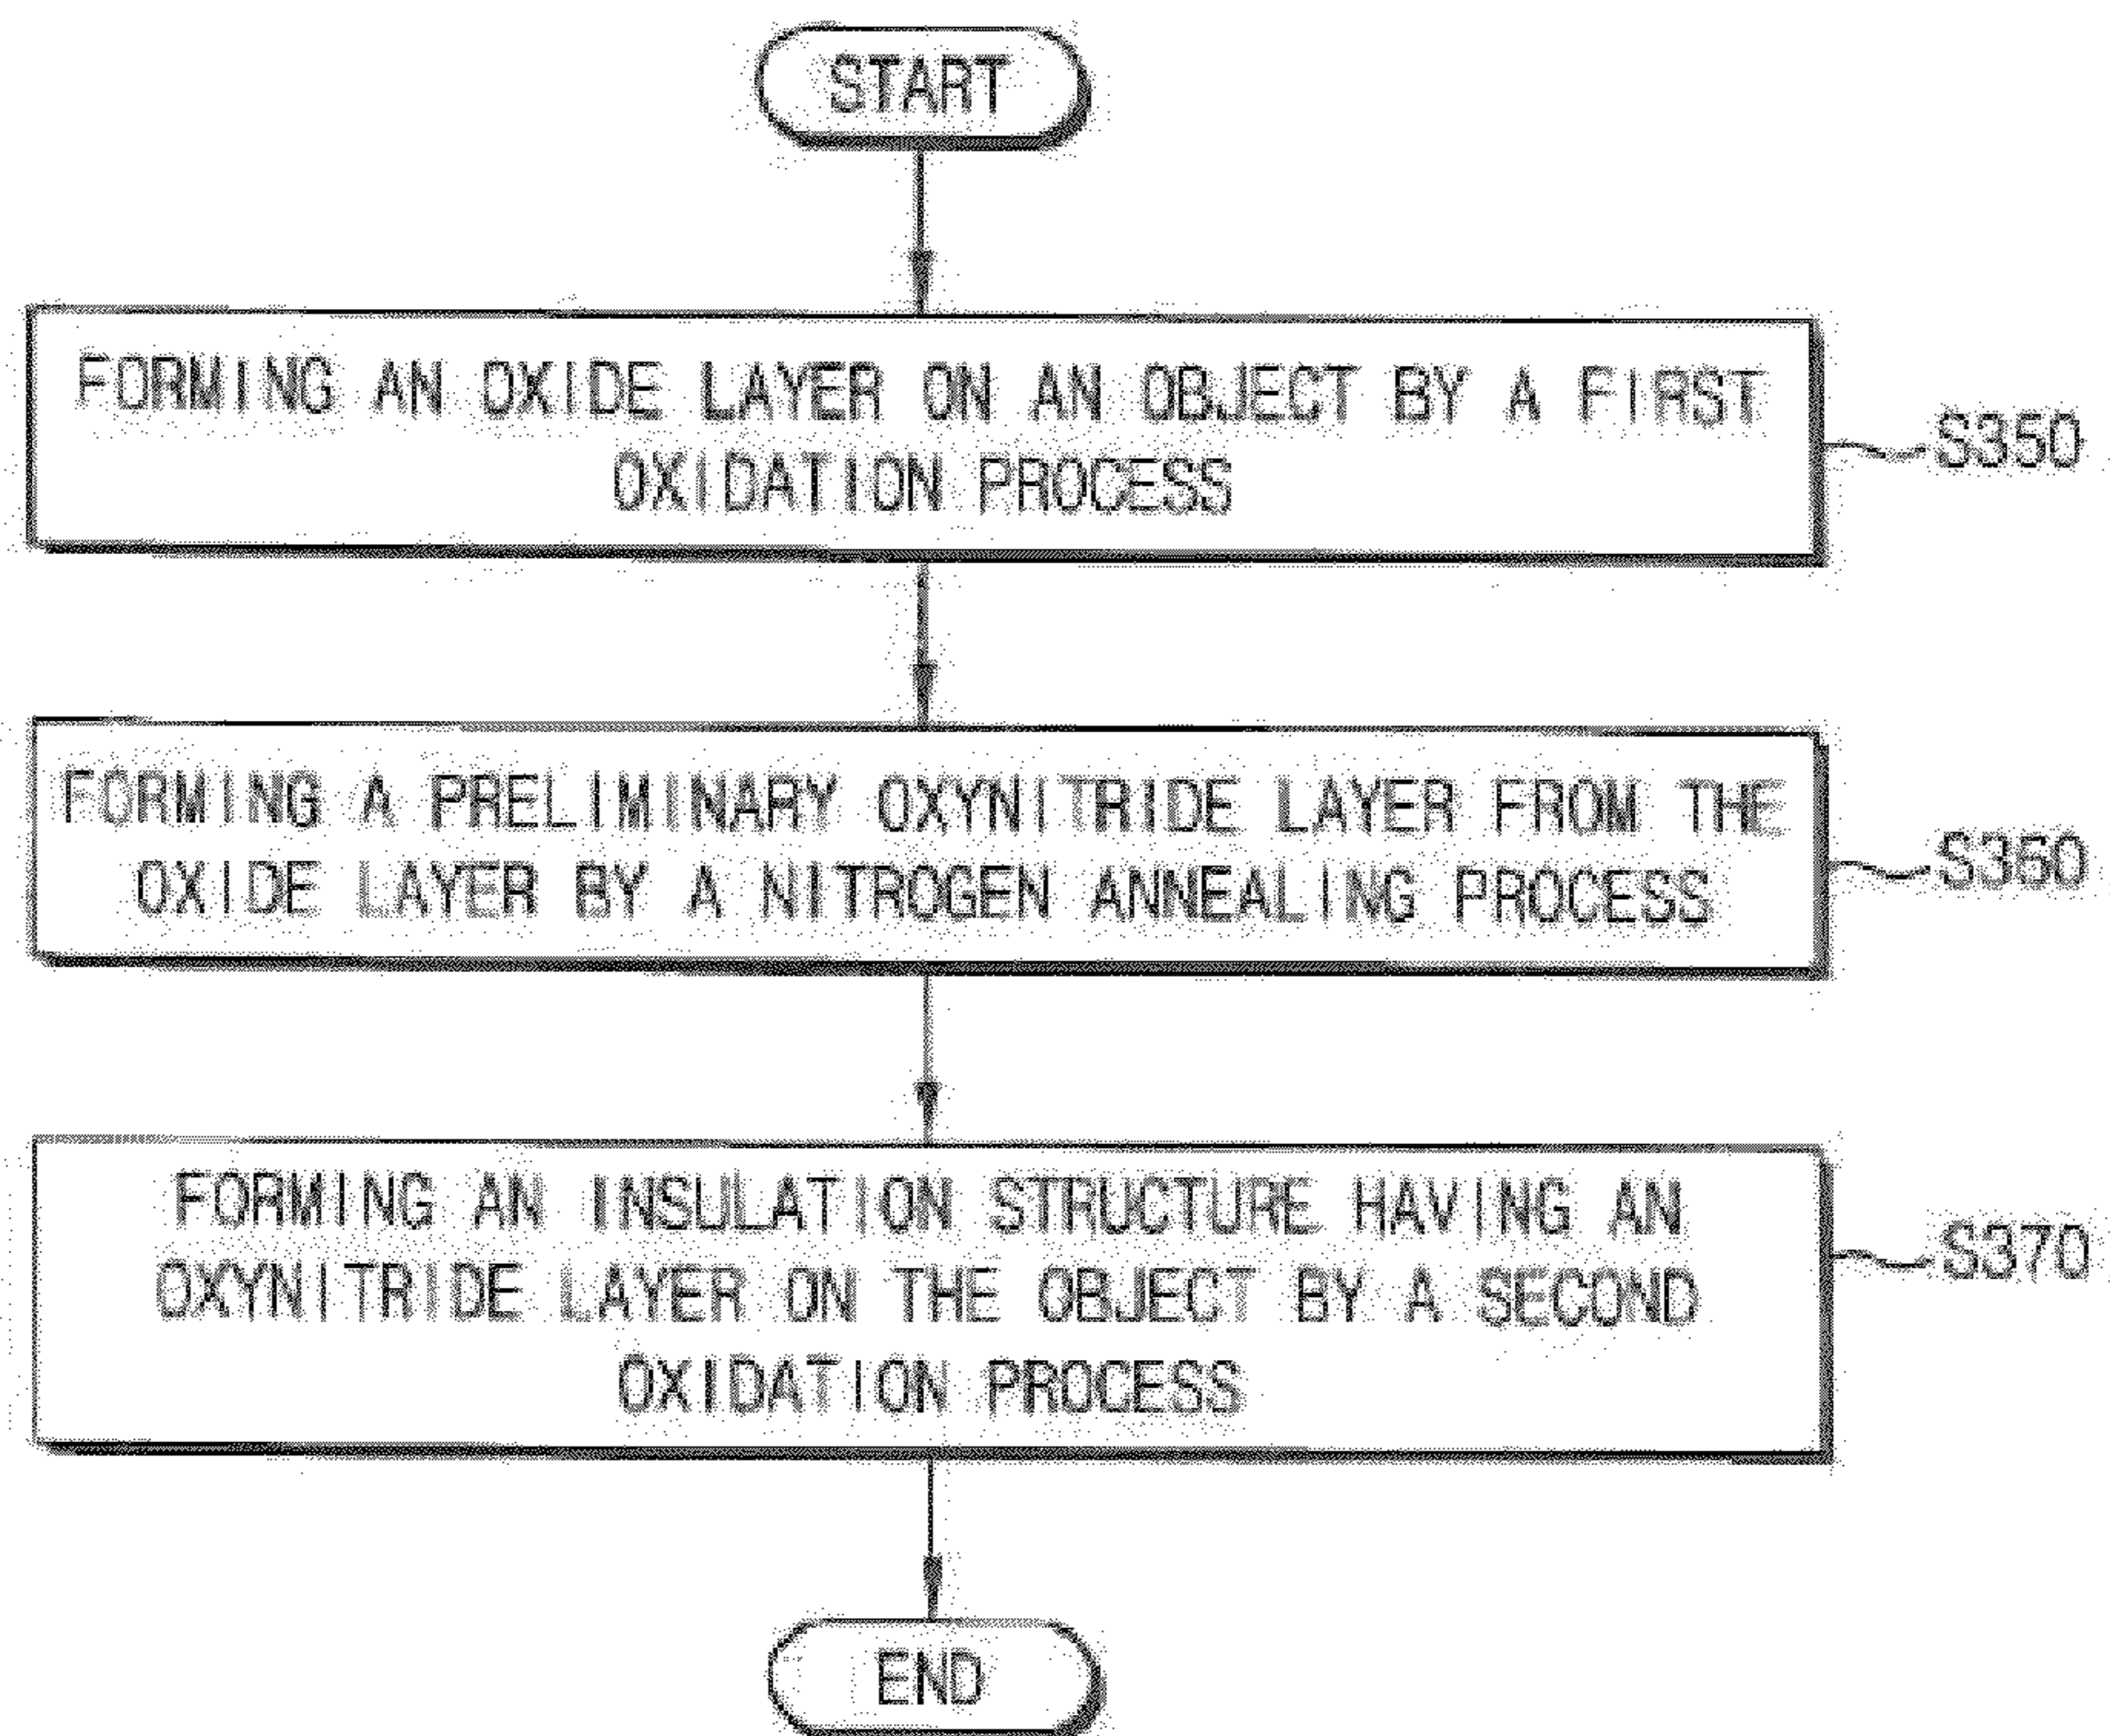 START
FORMING AN OXIDE LAYER ON AN OBJECT BY A FIRST
OXIDATION PROCESS
S350
FORMING A PRELIMINARY OXYNITRIDE LAYER FROM THE
OXIDE LAYER BY A NITROGEN ANNEALING PROCESS
S360
FORMING AN INSULATION STRUCTURE HAVING AN
OXYNITRIDE LAYER ON THE OBJECT BY A SECOND
OXIDATION PROCESS
S370
END